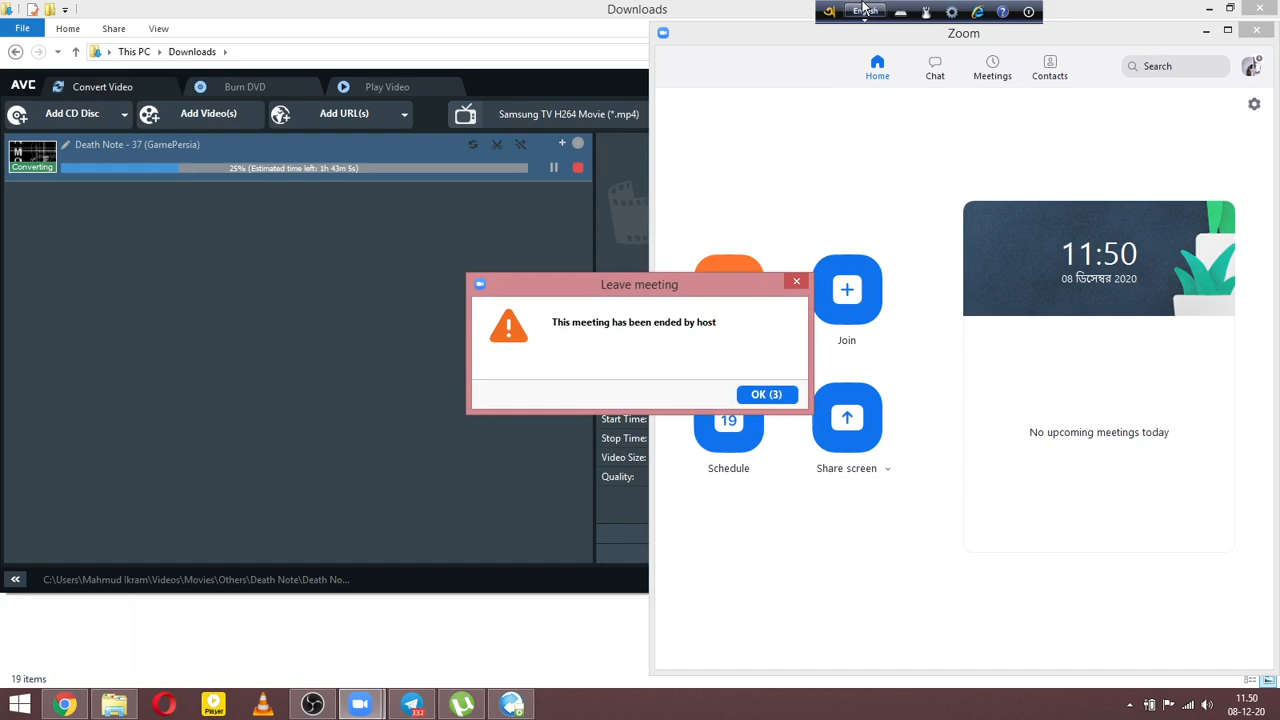 Downloads
English
File
Home
Share
View
This PC
Downloads
AVC
Convert Video
Burn DVD
Play Video
Add CD Disc
Add Video(s)
Add URL(s)
Samsung TV H264 Movie (*.mp4)
Death Note - 37 (GamePersia)
Converting
25% (Estimated time left: 1h 43m 5s)
Start Time:
Stop Time:
Video Size:
Quality:
C:\Users\Mahmud Ikram\Videos\Movies\Others\Death Note\Death No...
19 items
Zoom
Home
Chat
Meetings
Contacts
Search
11:50
08 ডিসেম্বর 2020
Join
19
Schedule
Share screen
No upcoming meetings today
Leave meeting
This meeting has been ended by host
OK (3)
Player
332
11.50
08-12-20